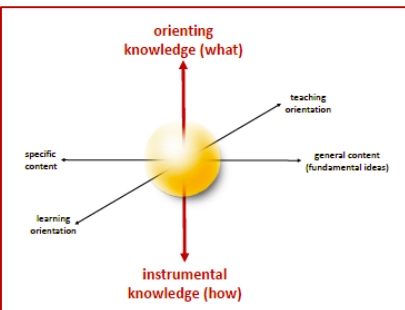 orienting
knowledge (what)
teaching
orientation
specific
content
general content
(fundamental ideas)
learning
orientation
instrumental
knowledge (how)